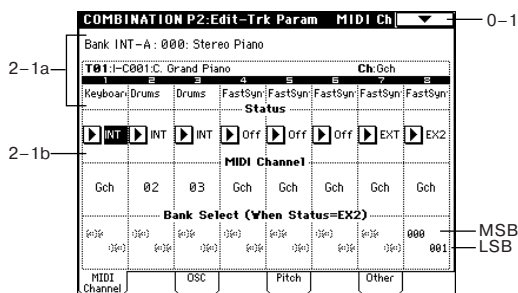 COMBINATION P2:Edit-Trk Param MIDI Ch
0-1
Bank INT-A : 000: Stereo Piano
2-1a
T01:I-C001:C. Grand Piano Ch:Gch
1 2 3 4 5 6 7 8
Keyboar Drums Drums FastSyn FastSyn FastSyn FastSyn FastSyn
Status
INT INT INT Off Off Off EXT EX2
2-1b
MIDI Channel
Gch 02 03 Gch Gch Gch Gch Gch
Bank Select (When Status=EX2)
000 MSB
001 LSB
MIDI Channel OSC Pitch Other